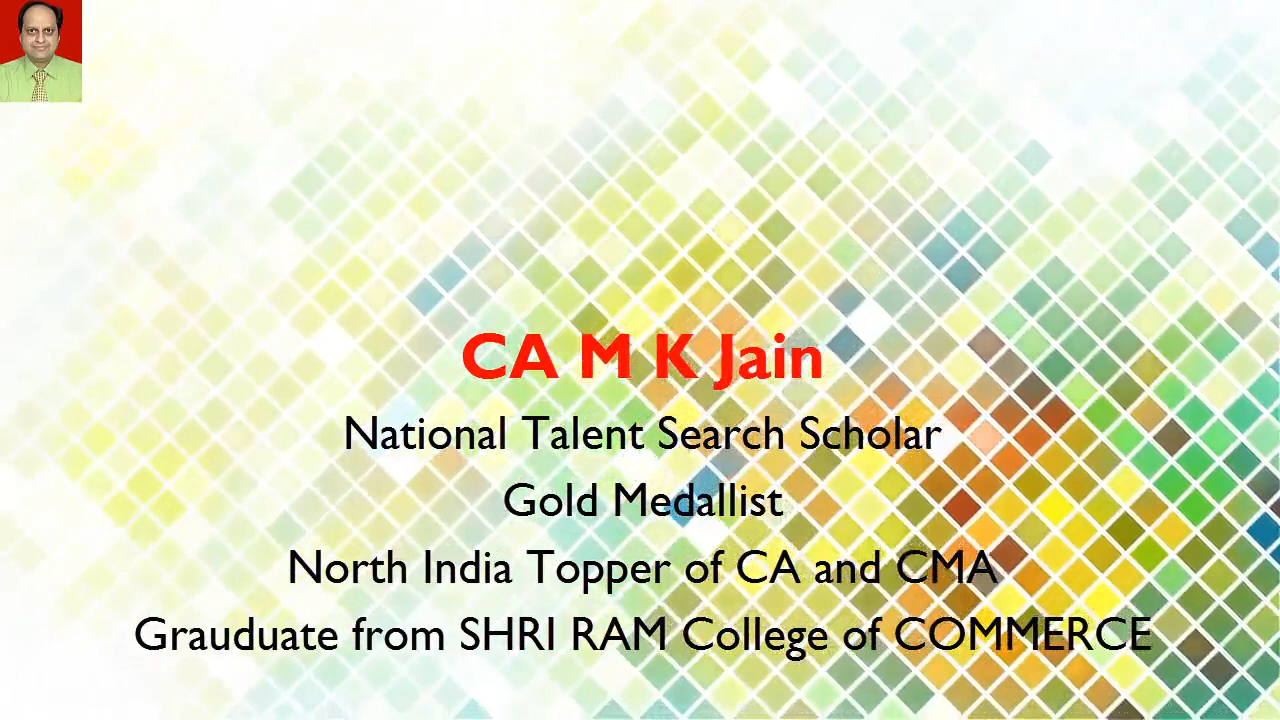 CA M K Jain
National Talent Search Scholar
Gold Medallist
North India Topper of CA and CMA
Grauduate from SHRI RAM College of COMMERCE